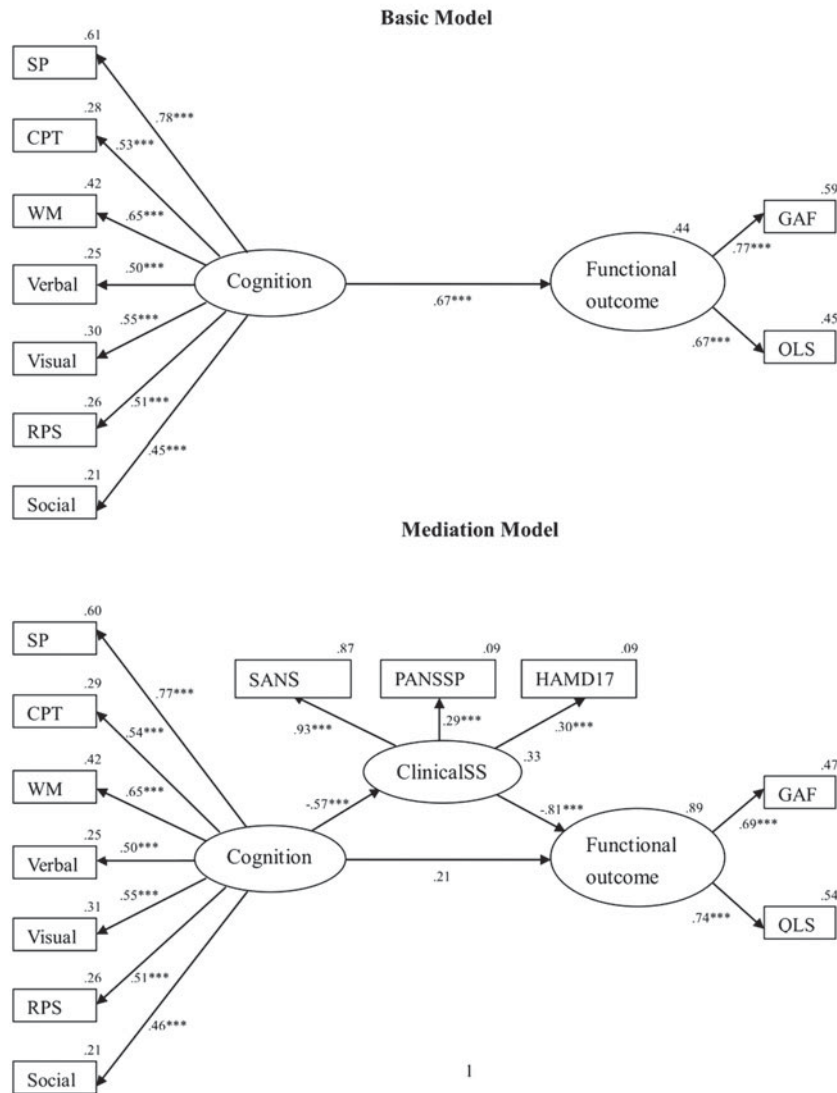 Basic Model
.61
SP
.78***
.28
CPT
.53***
.42
WM
.65***
.25
Verbal
.50***
.30
Visual
.55***
.26
RPS
.51***
.21
Social
.45***
Cognition
.67***
.44
Functional
outcome
.59
GAF
.77***
.45
OLS
.67***
Mediation Model
.60
SP
.77***
.29
CPT
.54***
.42
WM
.65***
.25
Verbal
.50***
.31
Visual
.55***
.26
RPS
.51***
.21
Social
.46***
Cognition
.87
SANS
.93***
.09
PANSSP
.29***
.09
HAMD17
.30***
ClinicalSS
.33
-.57***
-.81***
.21
.89
Functional
outcome
.47
GAF
.69***
.54
QLS
.74***
1